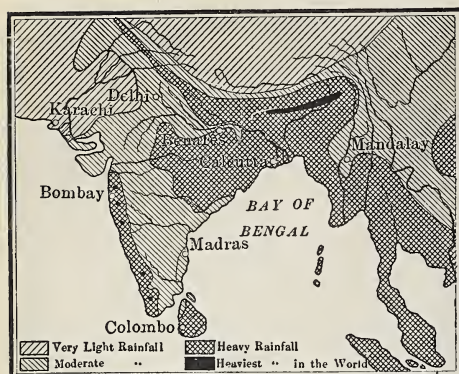 Delhi
Karachi
Benares
Calcutta
Mandalay
Bombay
BAY OF
BENGAL
Madras
Colombo
Very Light Rainfall
Heavy Rainfall
Moderate "
Heaviest " in the World